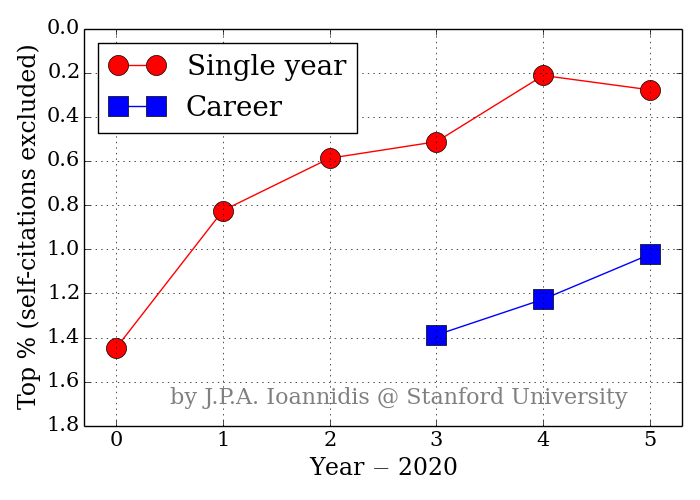 0.0
0.2
0.4
0.6
0.8
1.0
1.2
1.4
1.6
1.8
Top % (self-citations excluded)
Single year
Career
by J.P.A. Ioannidis @ Stanford University
0 1 2 3 4 5
Year − 2020